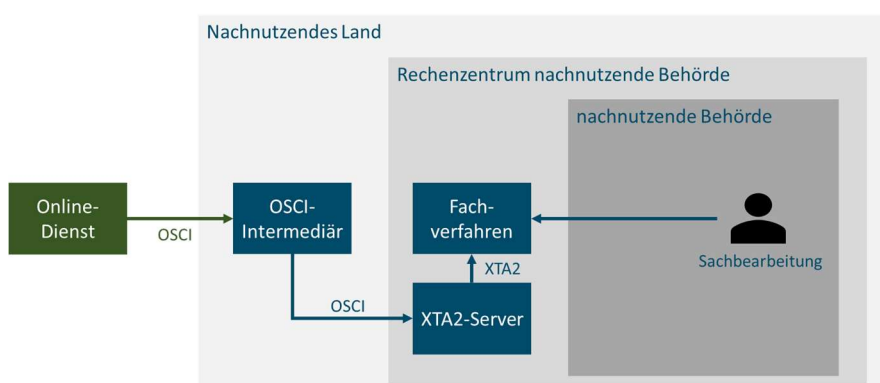 Nachnutzendes Land
Rechenzentrum nachnutzende Behörde
nachnutzende Behörde
Online-
Dienst
OSCI
OSCI-
Intermediär
Fach-
verfahren
Sachbearbeitung
XTA2
OSCI
XTA2-Server